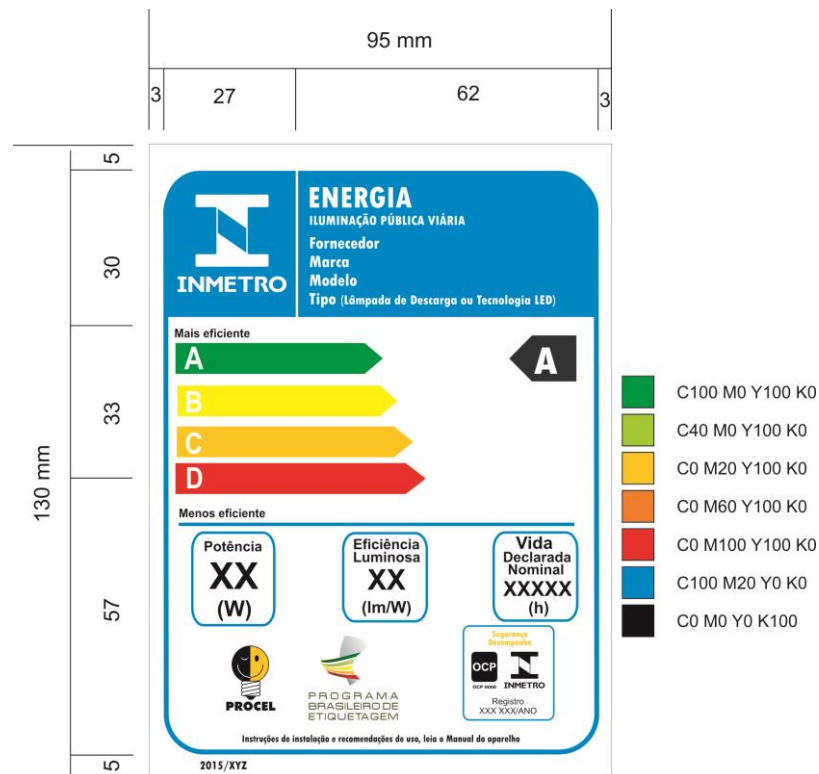 95 mm
3 27 62 3
130 mm
5
30
33
57
5
INMETRO
ENERGIA
ILUMINAÇÃO PÚBLICA VIÁRIA
Fornecedor
Marca
Modelo
Tipo (Lâmpada de Descarga ou Tecnologia LED)
Mais eficiente
A
A
B
C
D
Menos eficiente
Potência
XX
(W)
Eficiência
Luminosa
XX
(lm/W)
Vida
Declarada
Nominal
XXXXX
(h)
PROCEL
PROGRAMA
BRASILEIRO DE
ETIQUETAGEM
Segurança
Desempenho
OCP
OCP 0000
INMETRO
Registro
XXX XXX/ANO
Instruções de instalação e recomendações de uso, leia o Manual do aparelho
2015/XYZ
C100 M0 Y100 K0
C40 M0 Y100 K0
C0 M20 Y100 K0
C0 M60 Y100 K0
C0 M100 Y100 K0
C100 M20 Y0 K0
C0 M0 Y0 K100